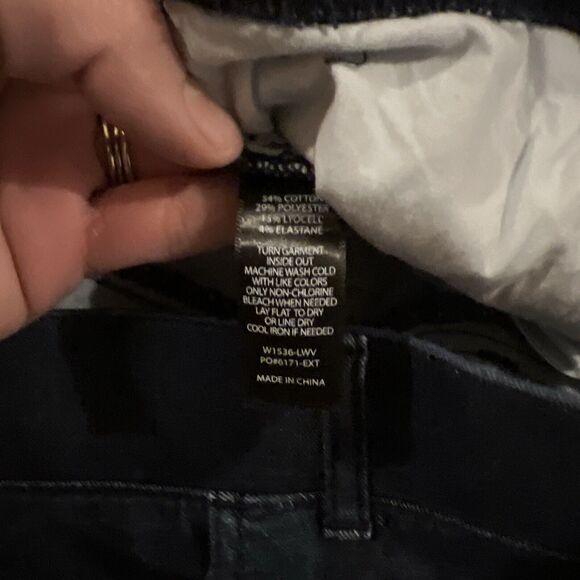 54% COTTON
29% POLYESTER
13% LYOCELL
4% ELASTANE
TURN GARMENT
INSIDE OUT
MACHINE WASH COLD
WITH LIKE COLORS
ONLY NON-CHLORINE
BLEACH WHEN NEEDED
LAY FLAT TO DRY
OR LINE DRY
COOL IRON IF NEEDED
W1536-LWV
PO#6171-EXT
MADE IN CHINA